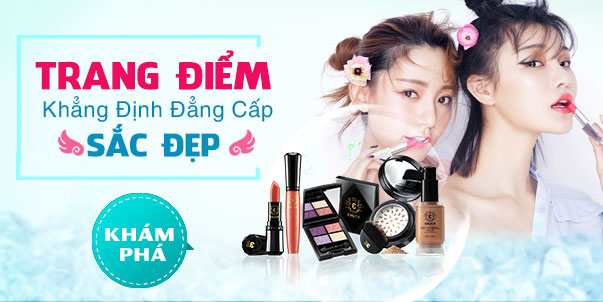 TRANG ĐIỂM
Khẳng Định Đẳng Cấp
SẮC ĐẸP
KHÁM
PHÁ